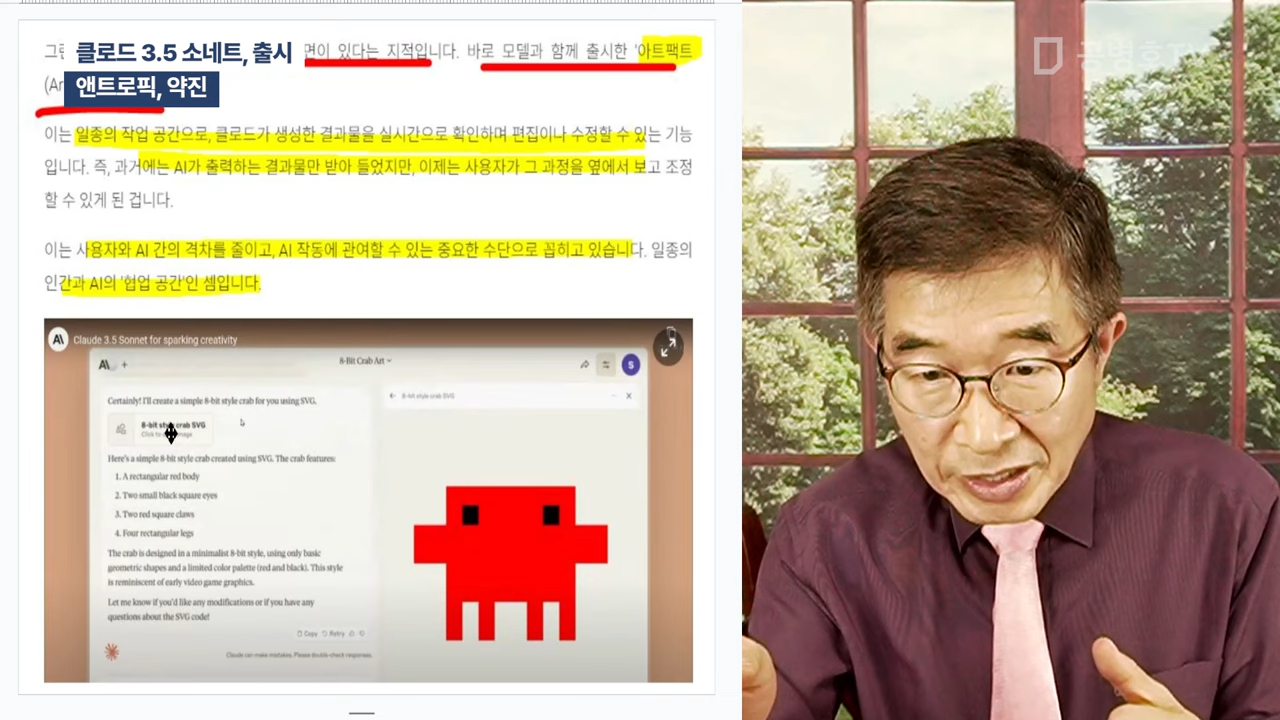 클로드 3.5 소네트, 출시
앤트로픽, 약진
면이 있다는 지적입니다. 바로 모델과 함께 출시한 '아트팩트
이는 일종의 작업 공간으로, 클로드가 생성한 결과물을 실시간으로 확인하며 편집이나 수정할 수 있는 기능
입니다. 즉, 과거에는 AI가 출력하는 결과물만 받아 들었지만, 이제는 사용자가 그 과정을 옆에서 보고 조정
할 수 있게 된 겁니다.
이는 사용자와 AI 간의 격차를 줄이고, AI 작동에 관여할 수 있는 중요한 수단으로 꼽히고 있습니다. 일종의
인간과 AI의 '협업 공간'인 셈입니다.
Claude 3.5 Sonnet for sparking creativity
8-Bit Crab Art
S
Certainly! I'll create a simple 8-bit style crab for you using SVG.
8-bit style crab SVG
8-bit style crab SVG
Here's a simple 8-bit style crab created using SVG. The crab features:
1. A rectangular red body
2. Two small black square eyes
3. Two red square claws
4. Four rectangular legs
The crab is designed in a minimalist 8-bit style, using only basic
geometric shapes and a limited color palette (red and black). This style
is reminiscent of early video game graphics.
Let me know if you'd like any modifications or if you have any
questions about the SVG code!
Copy Retry
Claude can make mistakes. Please double-check responses.